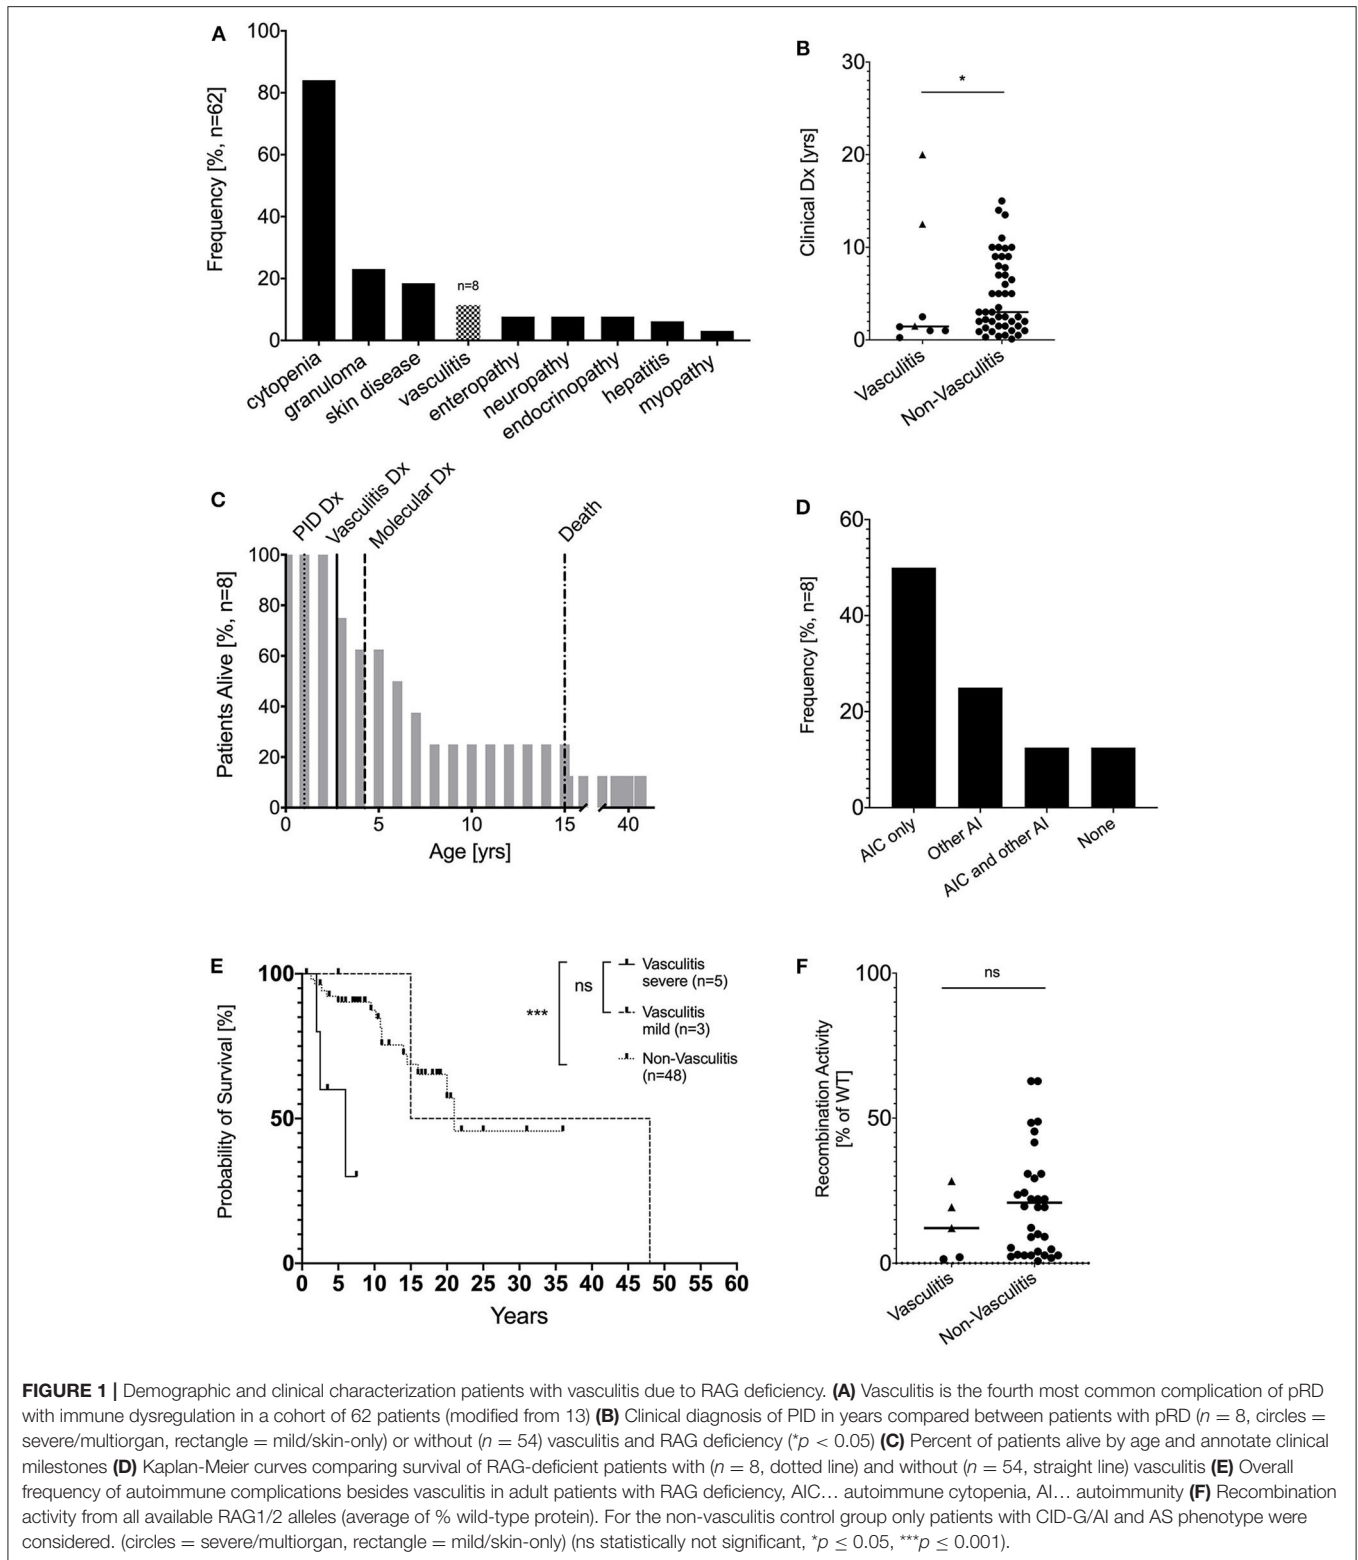 A
100
80
60
40
20
0
Frequency [%, n=62]
n=8
cytopenia
granuloma
skin disease
vasculitis
enteropathy
neuropathy
endocrinopathy
hepatitis
myopathy
B
30
20
10
0
Clinical Dx [yrs]
*
Vasculitis
Non-Vasculitis
C
PID Dx
Vasculitis Dx
Molecular Dx
Death
100
80
60
40
20
0
Patients Alive [%, n=8]
0 5 10 15 40
Age [yrs]
D
60
40
20
0
Frequency [%, n=8]
AIC only
Other AI
AIC and other AI
None
E
100
50
0
Probability of Survival [%]
***
ns
Vasculitis
severe (n=5)
Vasculitis
mild (n=3)
Non-Vasculitis
(n=48)
0 5 10 15 20 25 30 35 40 45 50 55 60
Years
F
100
50
0
Recombination Activity
[% of WT]
ns
Vasculitis
Non-Vasculitis
FIGURE 1 | Demographic and clinical characterization patients with vasculitis due to RAG deficiency. (A) Vasculitis is the fourth most common complication of pRD
with immune dysregulation in a cohort of 62 patients (modified from 13) (B) Clinical diagnosis of PID in years compared between patients with pRD (n = 8, circles =
severe/multiorgan, rectangle = mild/skin-only) or without (n = 54) vasculitis and RAG deficiency (*p < 0.05) (C) Percent of patients alive by age and annotate clinical
milestones (D) Kaplan-Meier curves comparing survival of RAG-deficient patients with (n = 8, dotted line) and without (n = 54, straight line) vasculitis (E) Overall
frequency of autoimmune complications besides vasculitis in adult patients with RAG deficiency, AIC… autoimmune cytopenia, AI… autoimmunity (F) Recombination
activity from all available RAG1/2 alleles (average of % wild-type protein). For the non-vasculitis control group only patients with CID-G/AI and AS phenotype were
considered. (circles = severe/multiorgan, rectangle = mild/skin-only) (ns statistically not significant, *p ≤ 0.05, ***p ≤ 0.001).